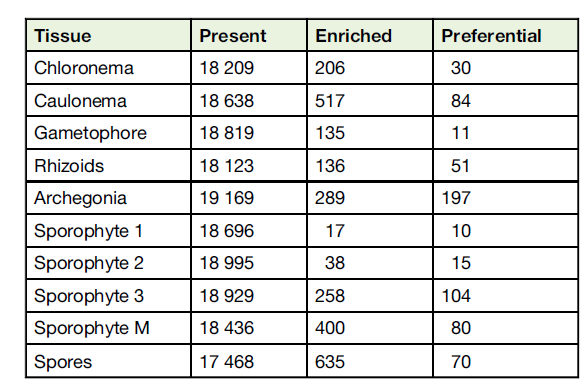 Tissue Present Enriched Preferential
Chloronema 18 209 206 30
Caulonema 18 638 517 84
Gametophore 18 819 135 11
Rhizoids 18 123 136 51
Archegonia 19 169 289 197
Sporophyte 1 18 696 17 10
Sporophyte 2 18 995 38 15
Sporophyte 3 18 929 258 104
Sporophyte M 18 436 400 80
Spores 17 468 635 70